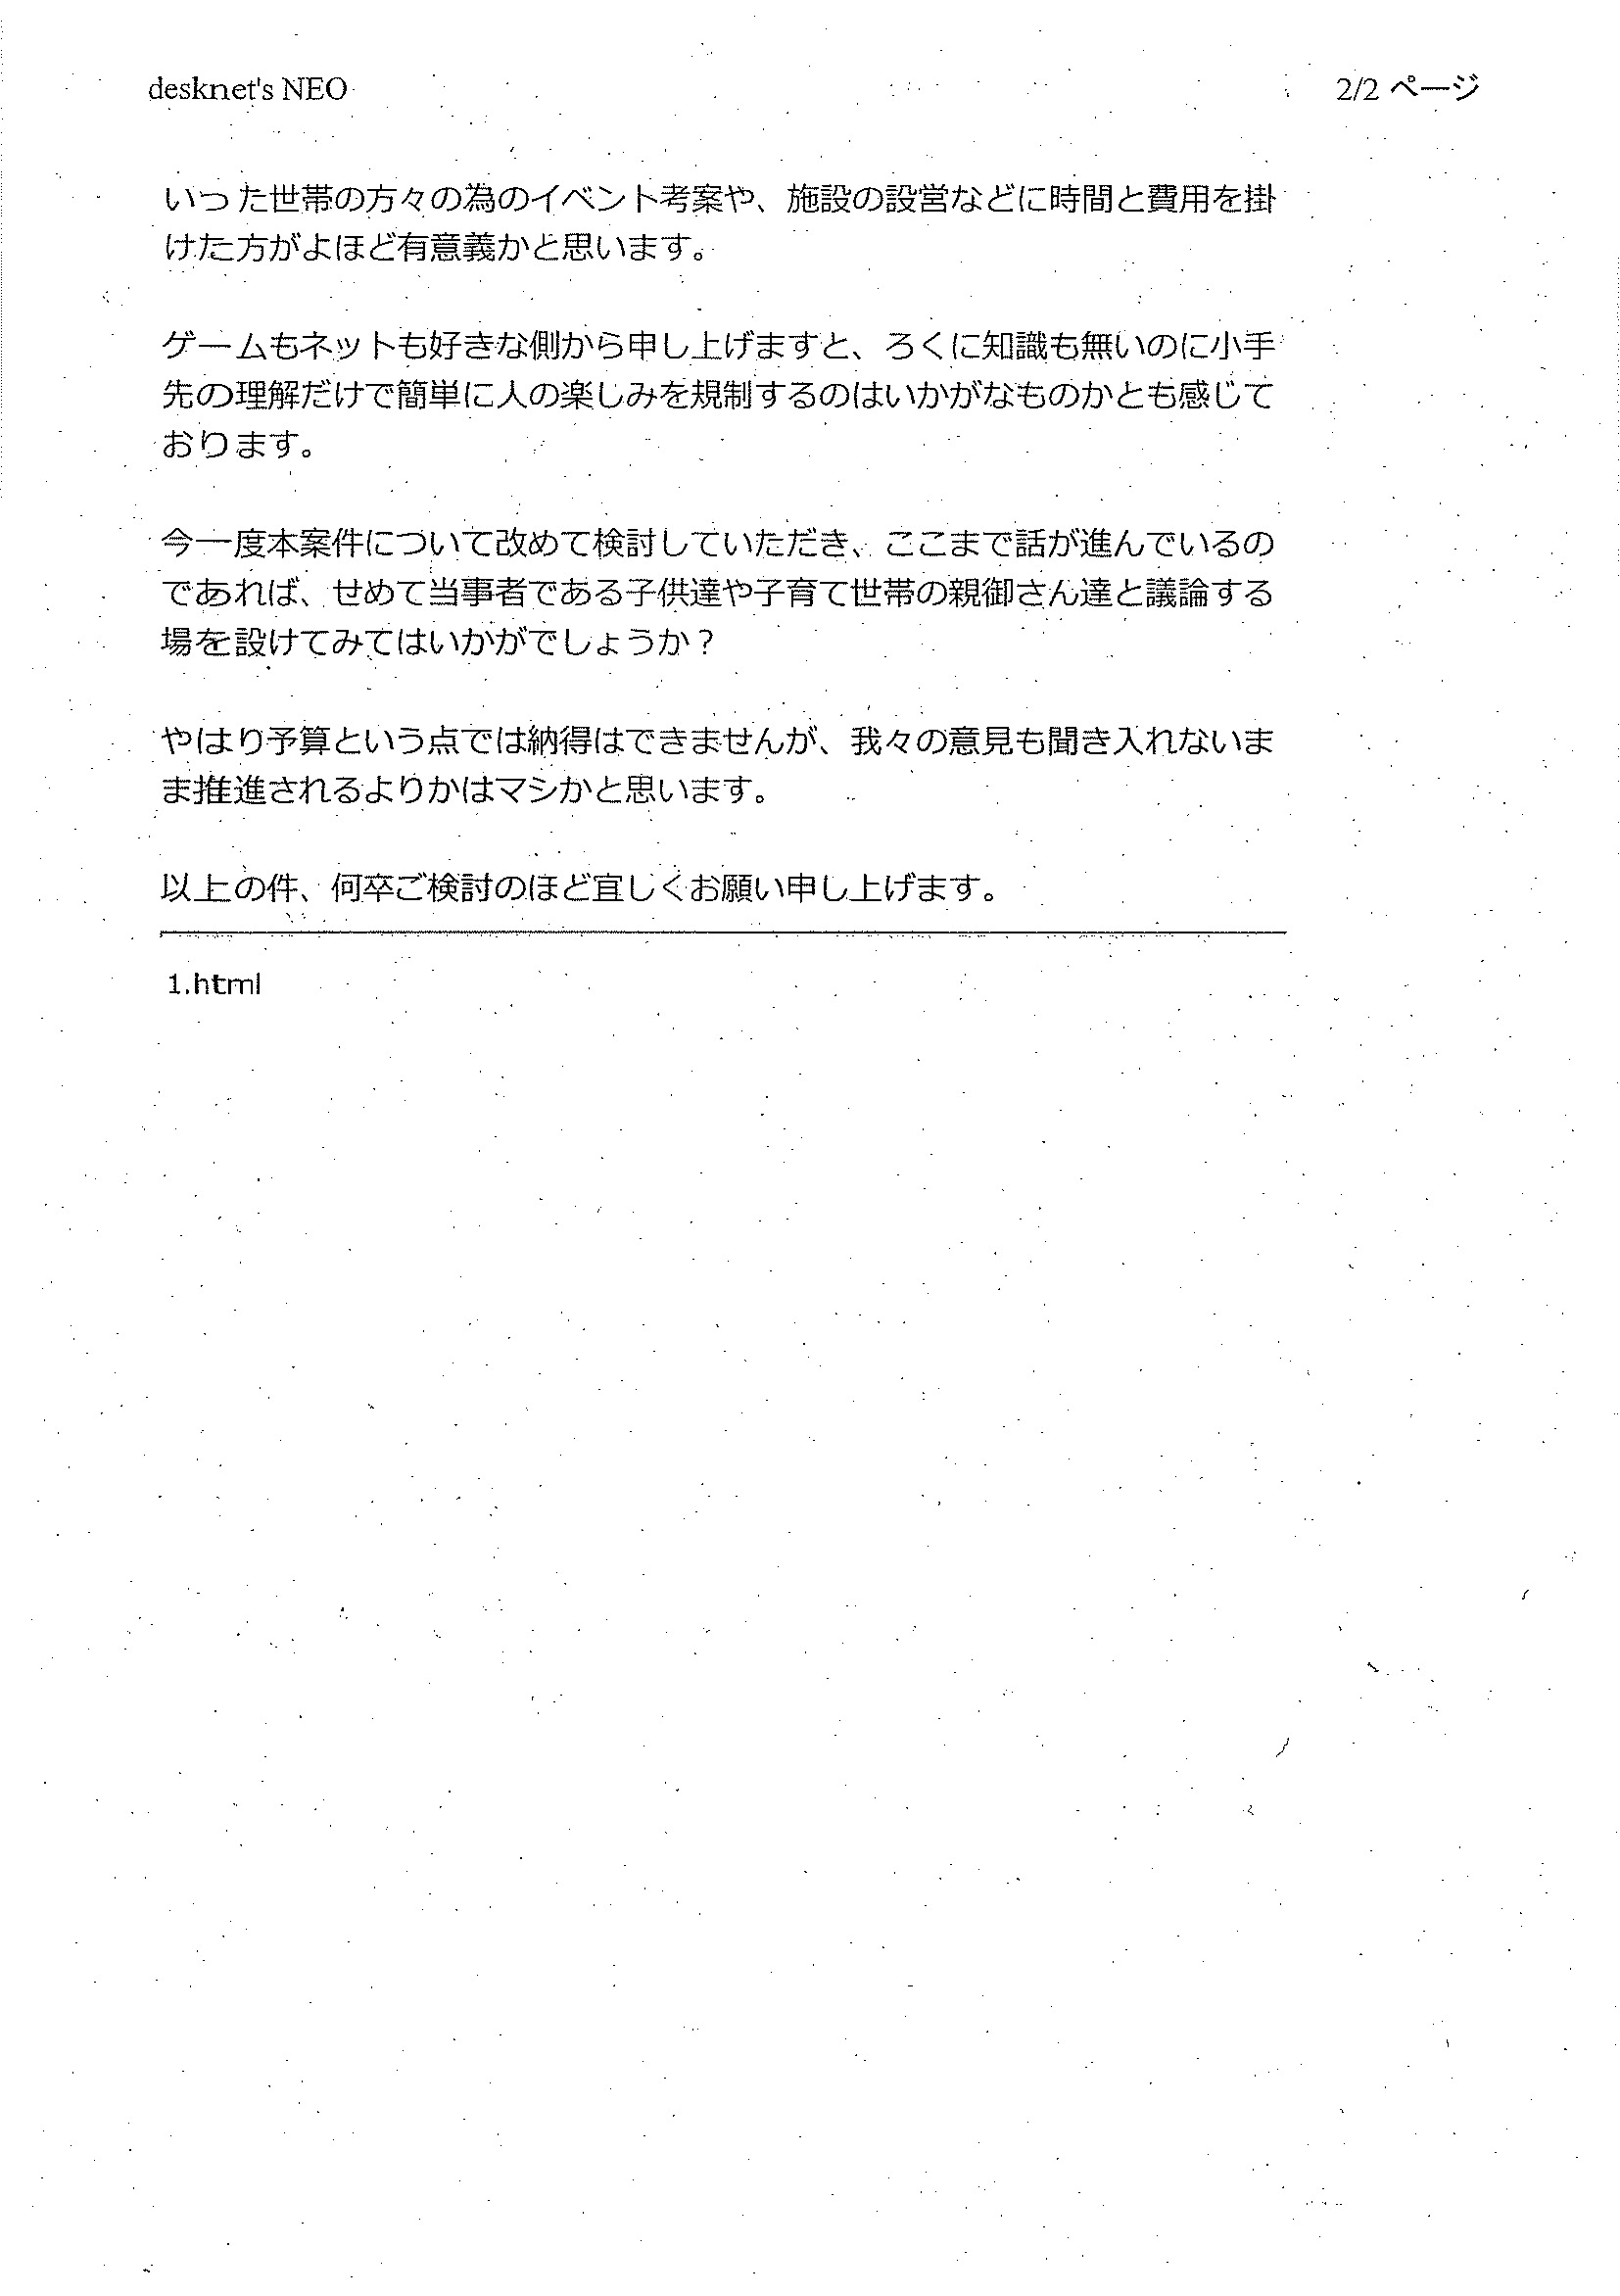 desknet's NEO 2/2 ページ
いった世帯の方々の為のイベント考案や、施設の設営などに時間と費用を掛
けた方がよほど有意義かと思います。
ゲームもネットも好きな側から申し上げますと、ろくに知識も無いのに小手
先の理解だけで簡単に人の楽しみを規制するのはいかがなものかとも感じて
おります。
今一度本案件について改めて検討していただき、ここまで話が進んでいるの
であれば、せめて当事者である子供達や子育て世帯の親御さん達と議論する
場を設けてみてはいかがでしょうか？
やはり予算という点では納得はできませんが、我々の意見も聞き入れないま
ま推進されるよりかはマシかと思います。
以上の件、何卒ご検討のほど宜しくお願い申し上げます。
1.html